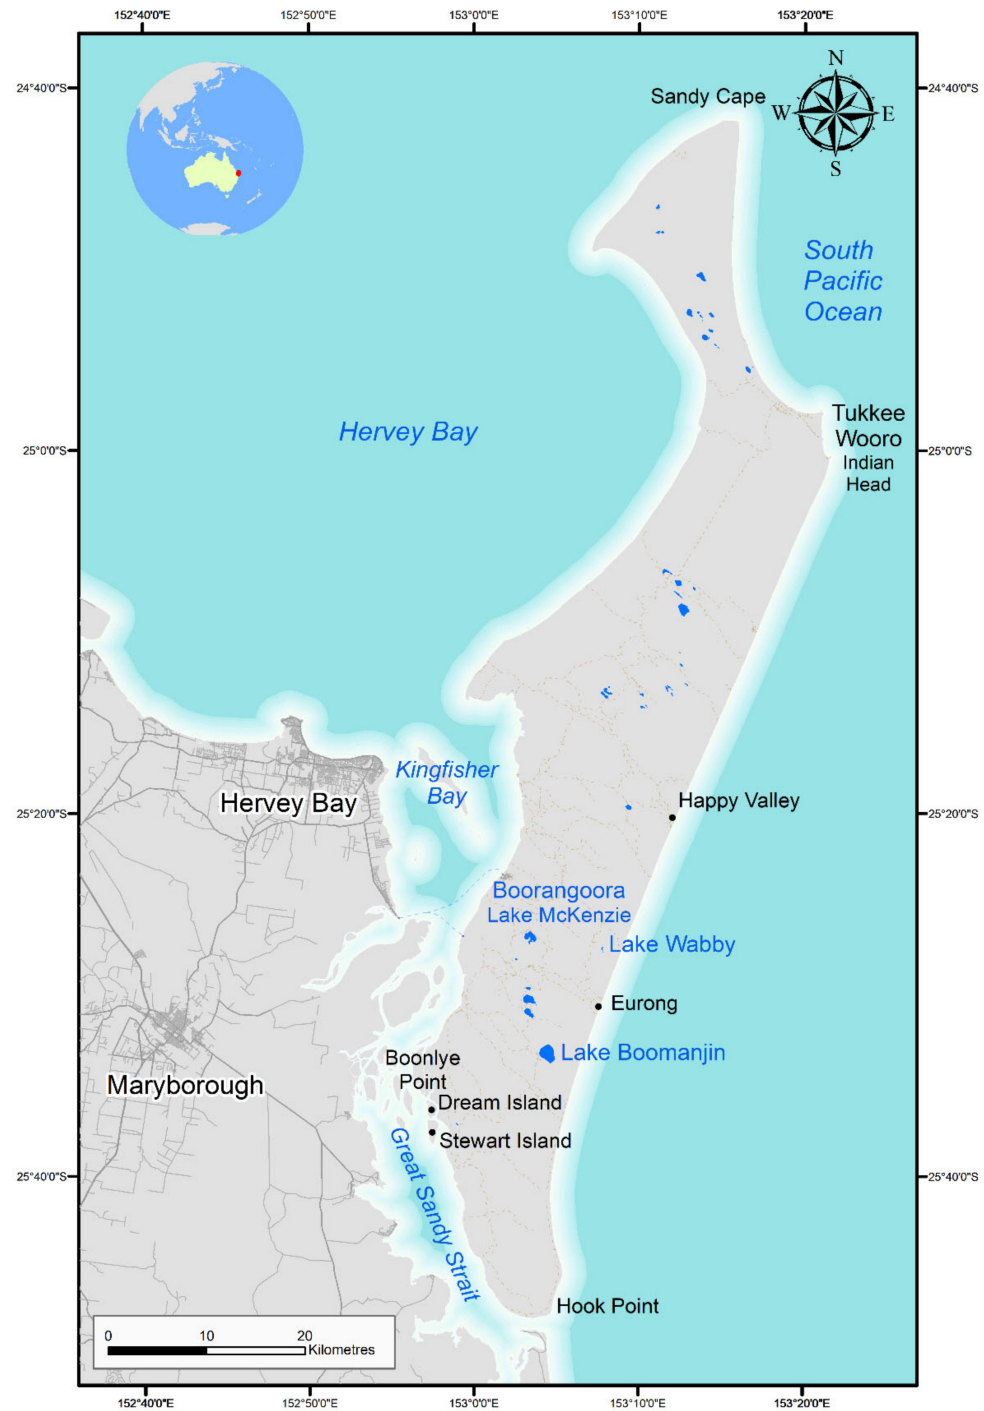 152°40'0"E 152°50'0"E 153°0'0"E 153°10'0"E 153°20'0"E
24°40'0"S 24°40'0"S
N
Sandy Cape
W E
S
South
Pacific
Ocean
Tukkee
Wooro
Indian
Head
Hervey Bay
25°0'0"S 25°0'0"S
Kingfisher
Bay
Hervey Bay
Happy Valley
25°20'0"S 25°20'0"S
Boorangoora
Lake McKenzie
Lake Wabby
Eurong
Lake Boomanjin
Boonlye
Point
Maryborough
Dream Island
Stewart Island
Great Sandy Strait
25°40'0"S 25°40'0"S
Hook Point
0 10 20
Kilometres
152°40'0"E 152°50'0"E 153°0'0"E 153°10'0"E 153°20'0"E